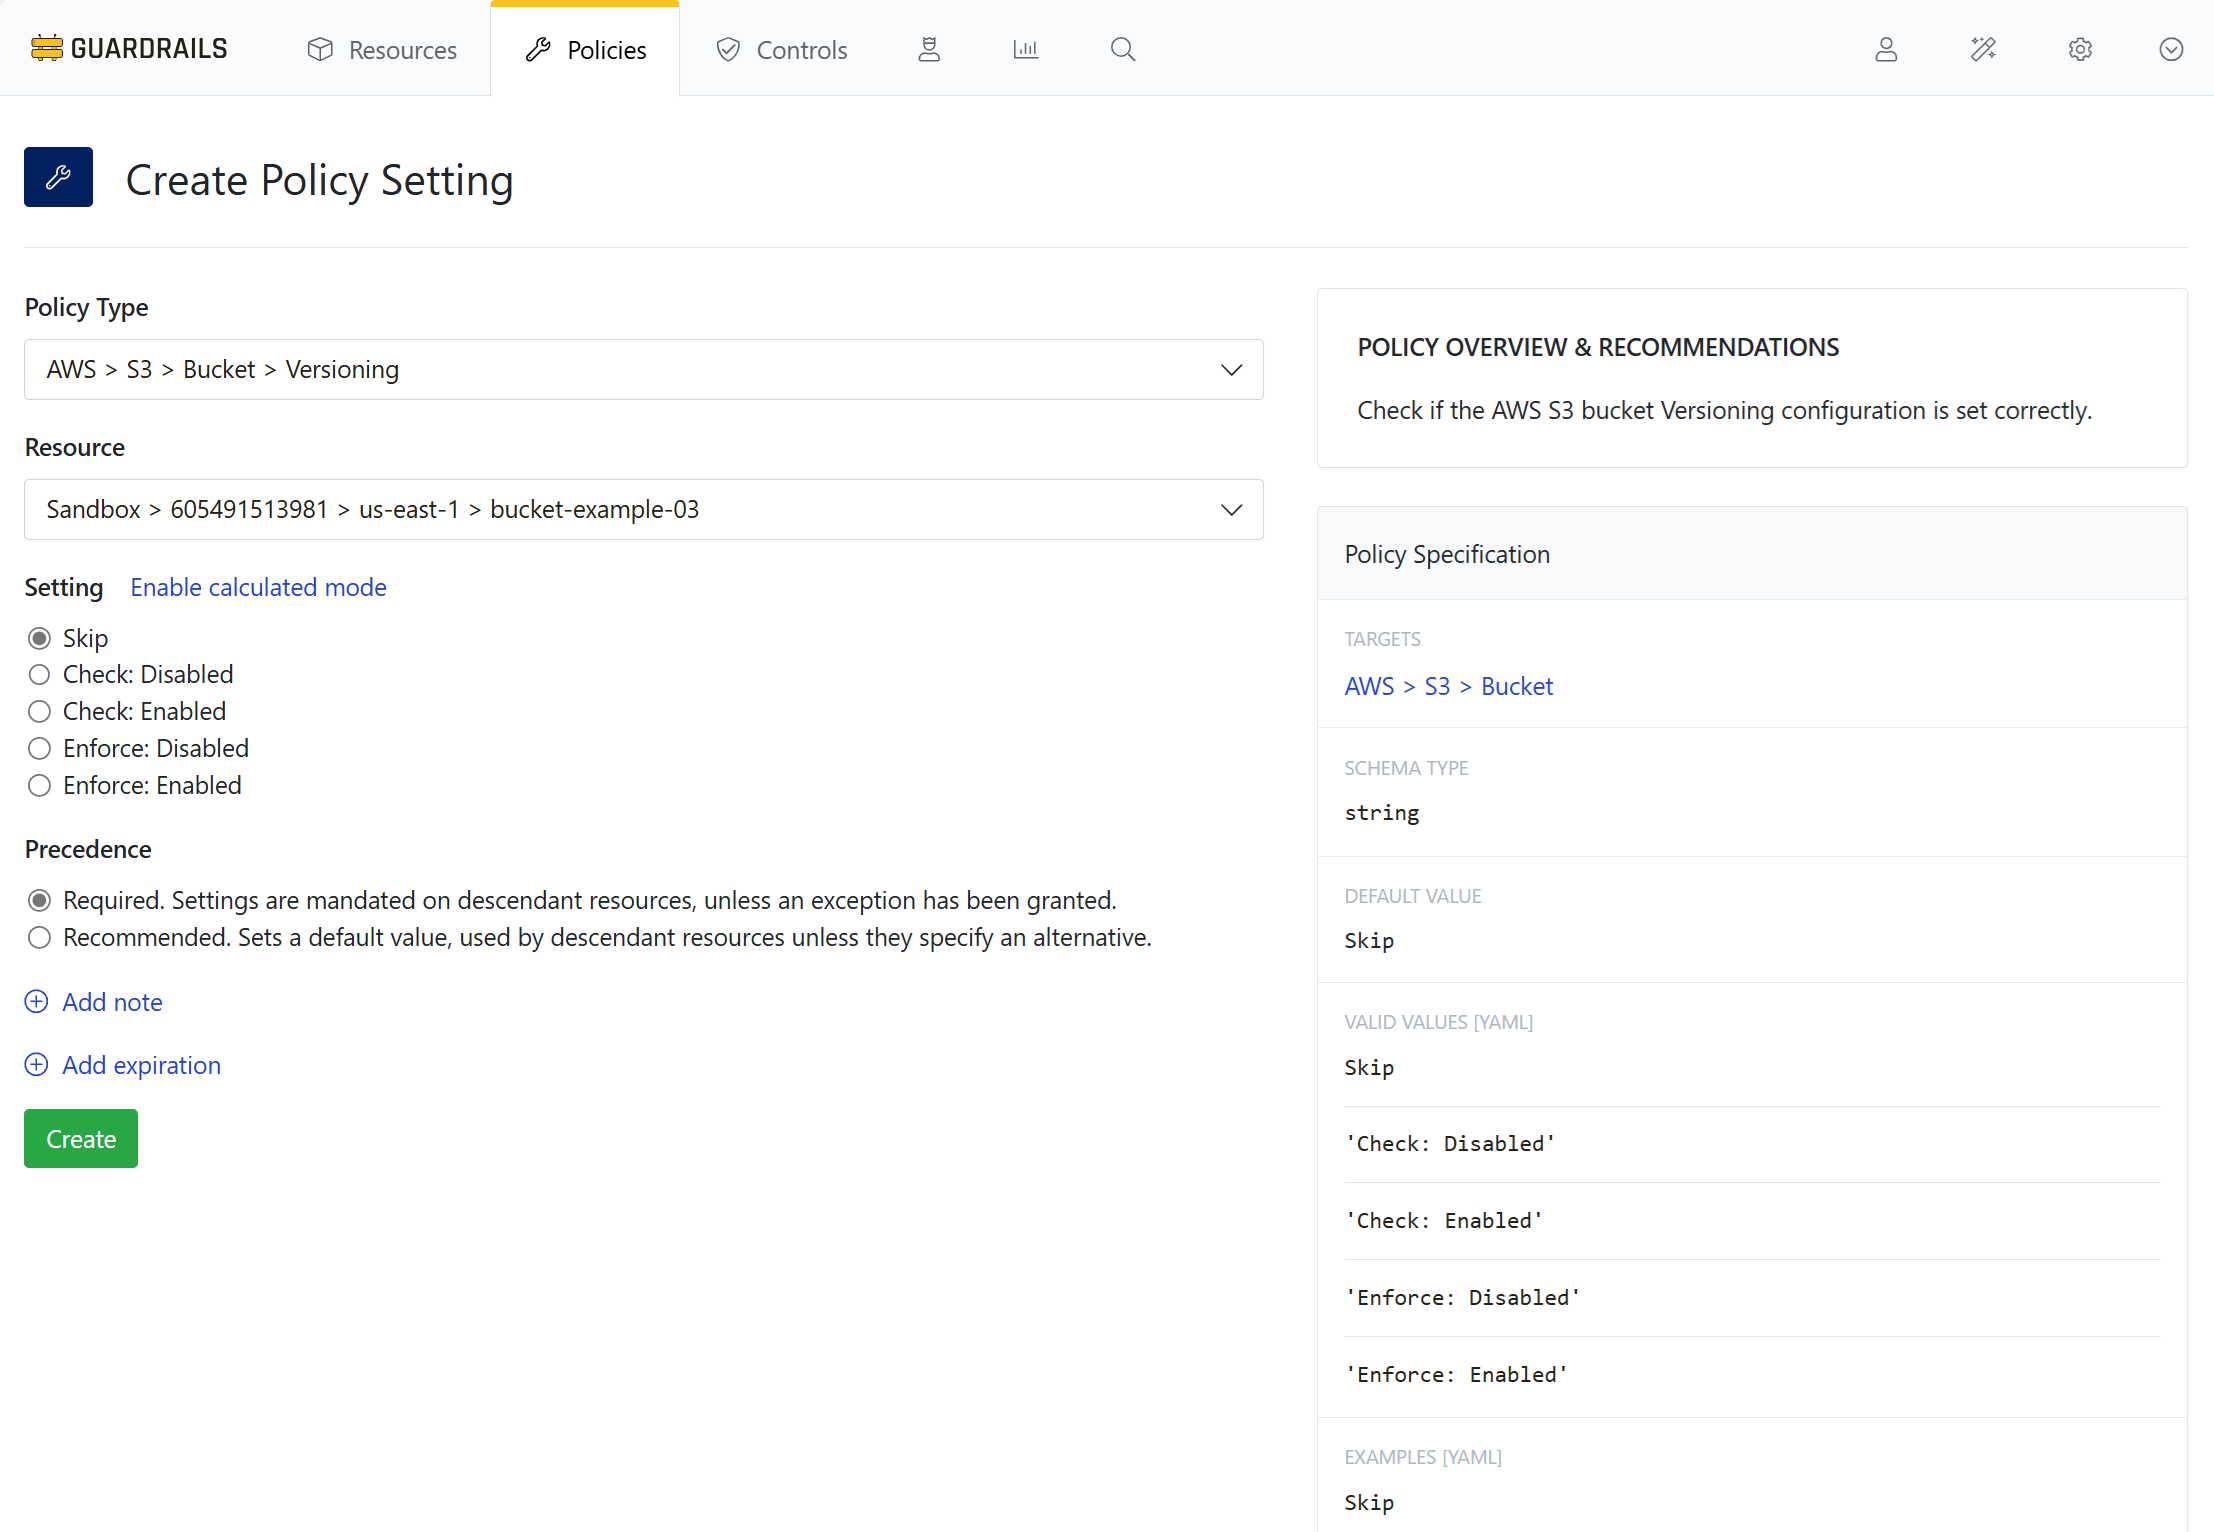 GUARDRAILS
Resources
Policies
Controls
Create Policy Setting
Policy Type
AWS > S3 > Bucket > Versioning
Resource
Sandbox > 605491513981 > us-east-1 > bucket-example-03
Setting Enable calculated mode
Skip
Check: Disabled
Check: Enabled
Enforce: Disabled
Enforce: Enabled
Precedence
Required. Settings are mandated on descendant resources, unless an exception has been granted.
Recommended. Sets a default value, used by descendant resources unless they specify an alternative.
Add note
Add expiration
Create
POLICY OVERVIEW & RECOMMENDATIONS
Check if the AWS S3 bucket Versioning configuration is set correctly.
Policy Specification
TARGETS
AWS > S3 > Bucket
SCHEMA TYPE
string
DEFAULT VALUE
Skip
VALID VALUES [YAML]
Skip
'Check: Disabled'
'Check: Enabled'
'Enforce: Disabled'
'Enforce: Enabled'
EXAMPLES [YAML]
Skip